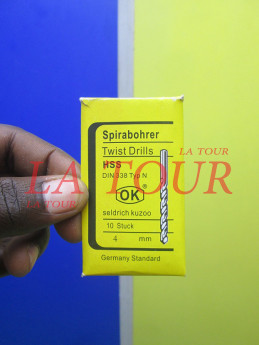 Spirabohrer
Twist Drills
LA TOUR
HSS
DIN 338 Typ N
LA TOUR
OK®
seldrich kuzoo
LA TOUR
10 Stuck
4 mm
Germany Standard